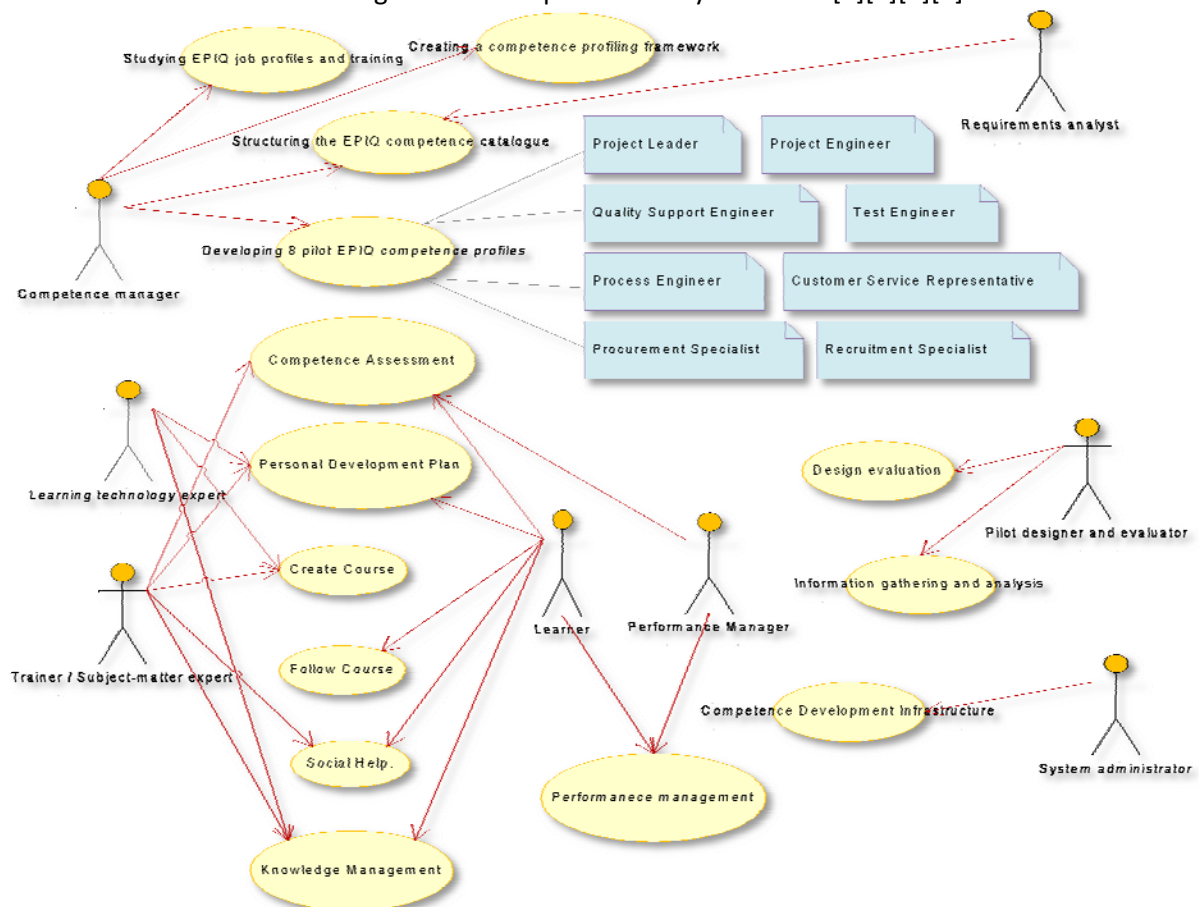 Studying EPIQ job profiles and training
Creating a competence profiling framework
Requirements analyst
Structuring the EPIQ competence catalogue
Project Leader
Project Engineer
Quality Support Engineer
Test Engineer
Developing 8 pilot EPIQ competence profiles
Process Engineer
Customer Service Representative
Competence manager
Procurement Specialist
Recruitment Specialist
Competence Assessment
Learning technology expert
Personal Development Plan
Design evaluation
Pilot designer and evaluator
Create Course
Information gathering and analysis
Learner
Performance Manager
Trainer / Subject-matter expert
Follow Course
Competence Development Infrastructure
Social Help.
System administrator
Performanece management
Knowledge Management